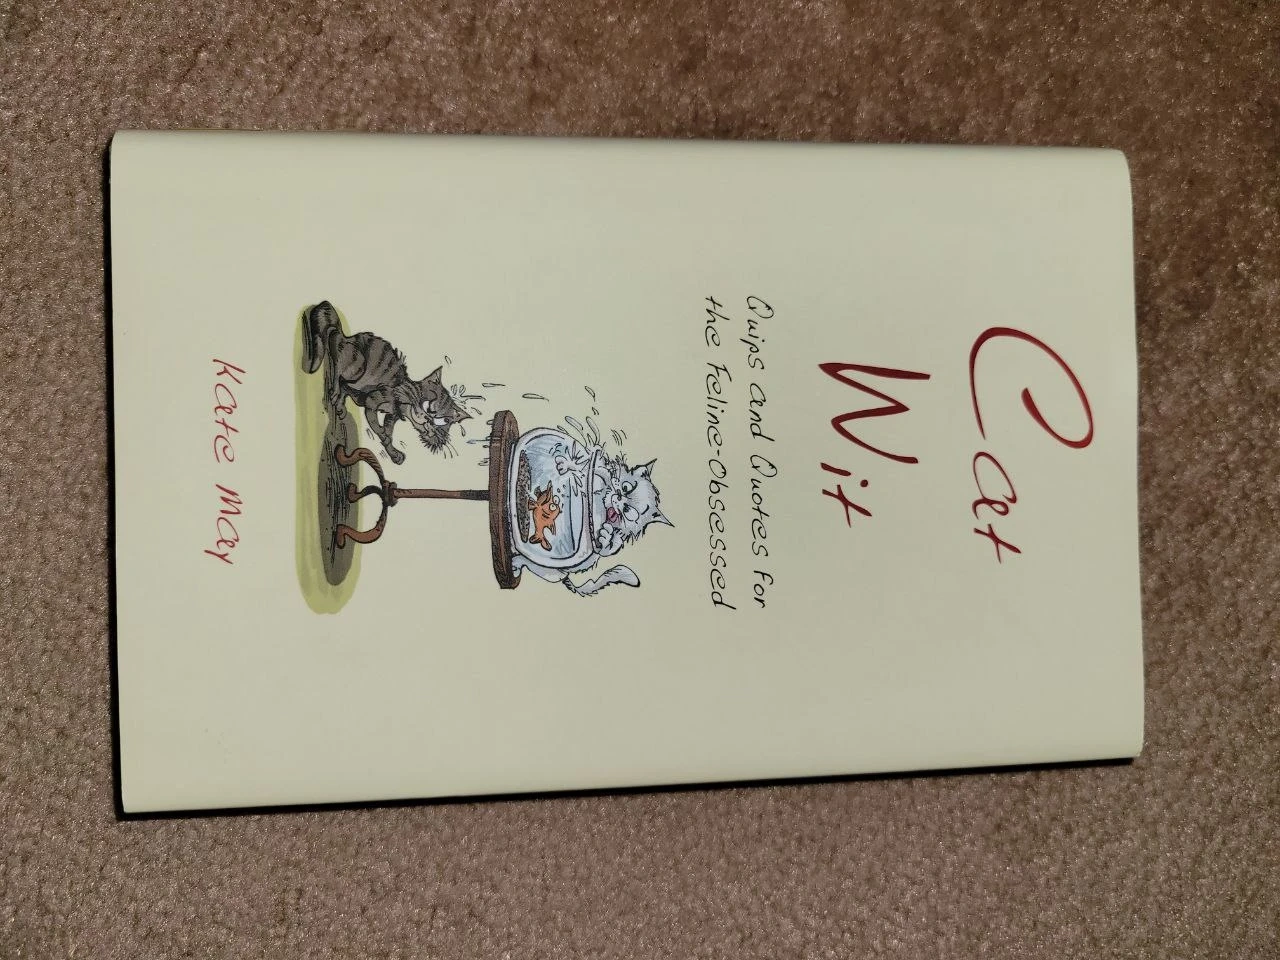 Cat
Wit
Quips and Quotes for
the Feline-Obsessed
Kate May